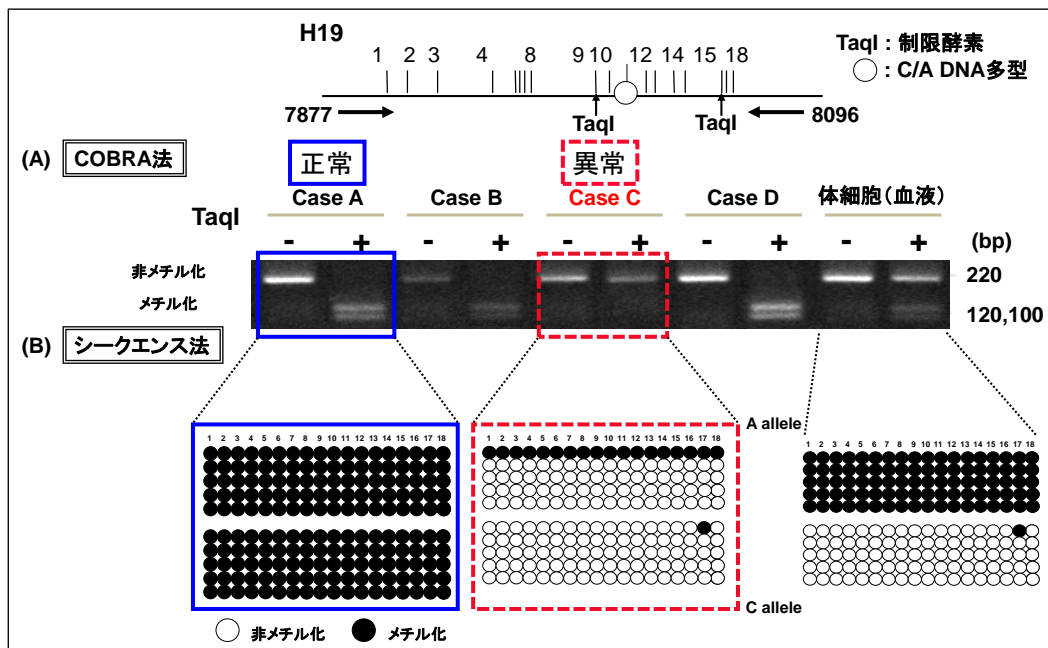 H19
TaqI : 制限酵素
1 2 3 4 8 9 10 12 14 15 18
: C/A DNA多型
7877
TaqI TaqI
8096
(A) COBRA法 正常 異常
Case A Case B Case C Case D 体細胞(血液)
TaqI - + - + - + - + - + (bp)
非メチル化 220
メチル化 120,100
(B) シークエンス法
A allele
1 2 3 4 5 6 7 8 9 10 11 12 13 14 15 16 17 18
1 2 3 4 5 6 7 8 9 10 11 12 13 14 15 16 17 18
1 2 3 4 5 6 7 8 9 10 11 12 13 14 15 16 17 18
C allele
非メチル化 メチル化